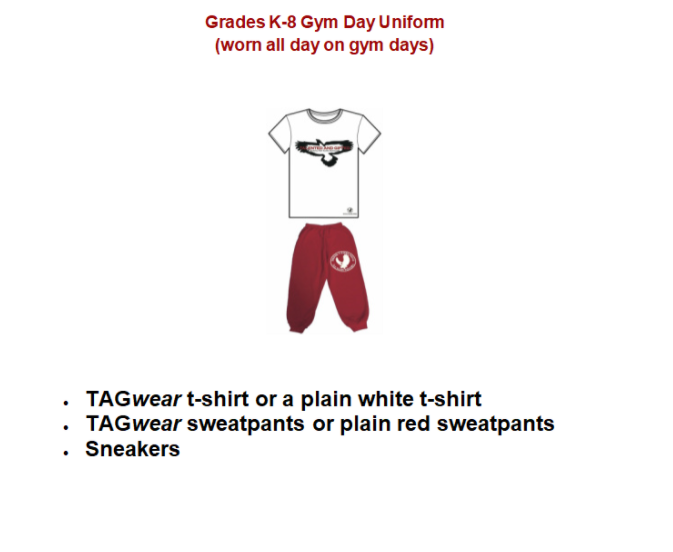 Grades K-8 Gym Day Uniform
(worn all day on gym days)
• TAGwear t-shirt or a plain white t-shirt
• TAGwear sweatpants or plain red sweatpants
• Sneakers